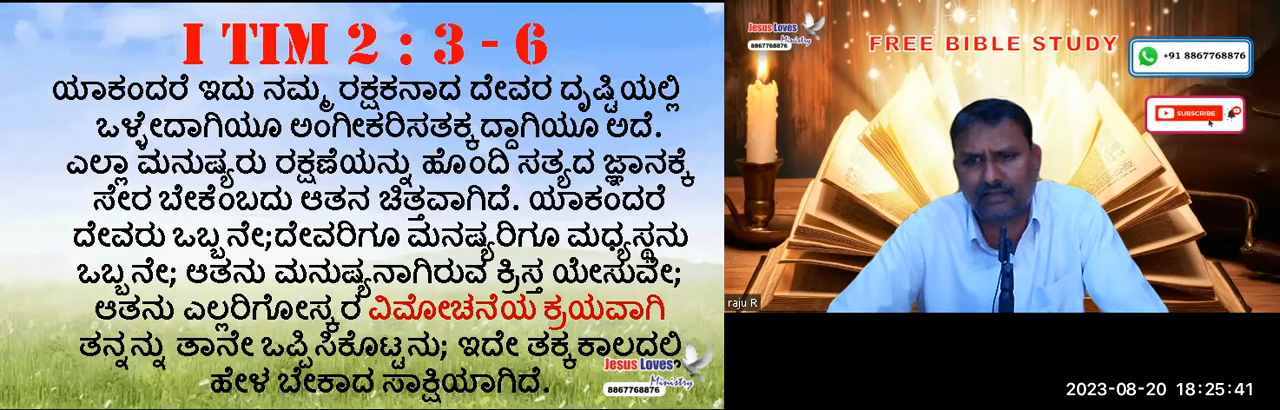 I TIM 2 : 3 - 6
ಯಾಕಂದರೆ ಇದು ನಮ್ಮ ರಕ್ಷಕನಾದ ದೇವರ ದೃಷ್ಟಿಯಲ್ಲಿ
ಒಳ್ಳೇದಾಗಿಯೂ ಅಂಗೀಕರಿಸತಕ್ಕದ್ದಾಗಿಯೂ ಅದೆ.
ಎಲ್ಲಾ ಮನುಷ್ಯರು ರಕ್ಷಣೆಯನ್ನು ಹೊಂದಿ ಸತ್ಯದ ಜ್ಞಾನಕ್ಕೆ
ಸೇರ ಬೇಕೆಂಬದು ಆತನ ಚಿತ್ತವಾಗಿದೆ. ಯಾಕಂದರೆ
ದೇವರು ಒಬ್ಬನೇ;ದೇವರಿಗೂ ಮನಷ್ಯರಿಗೂ ಮಧ್ಯಸ್ಥನು
ಒಬ್ಬನೇ; ಆತನು ಮನುಷ್ಯನಾಗಿರುವ ಕ್ರಿಸ್ತ ಯೇಸುವೇ;
ಆತನು ಎಲ್ಲರಿಗೋಸ್ಕರ ವಿಮೋಚನೆಯ ಕ್ರಯವಾಗಿ
ತನ್ನನ್ನು ತಾನೇ ಒಪ್ಪಿಸಿಕೊಟ್ಟನು; ಇದೇ ತಕ್ಕಕಾಲದಲ್ಲಿ
ಹೇಳ ಬೇಕಾದ ಸಾಕ್ಷಿಯಾಗಿದೆ.
Jesus Loves
Ministry
8867768876
Jesus Loves
Ministry
8867768876
FREE BIBLE STUDY
+91 8867768876
SUBSCRIBE
raju R
2023-08-20 18:25:41